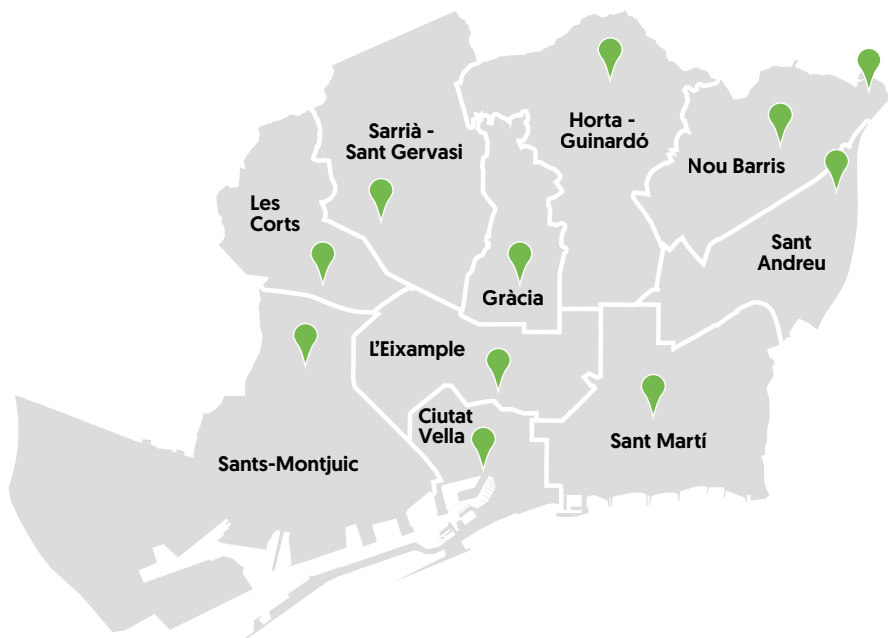 Horta -
Guinardó
Sarrià -
Sant Gervasi
Nou Barris
Les
Corts
Sant
Andreu
Gràcia
L'Eixample
Ciutat
Vella
Sant Martí
Sants-Montjuic